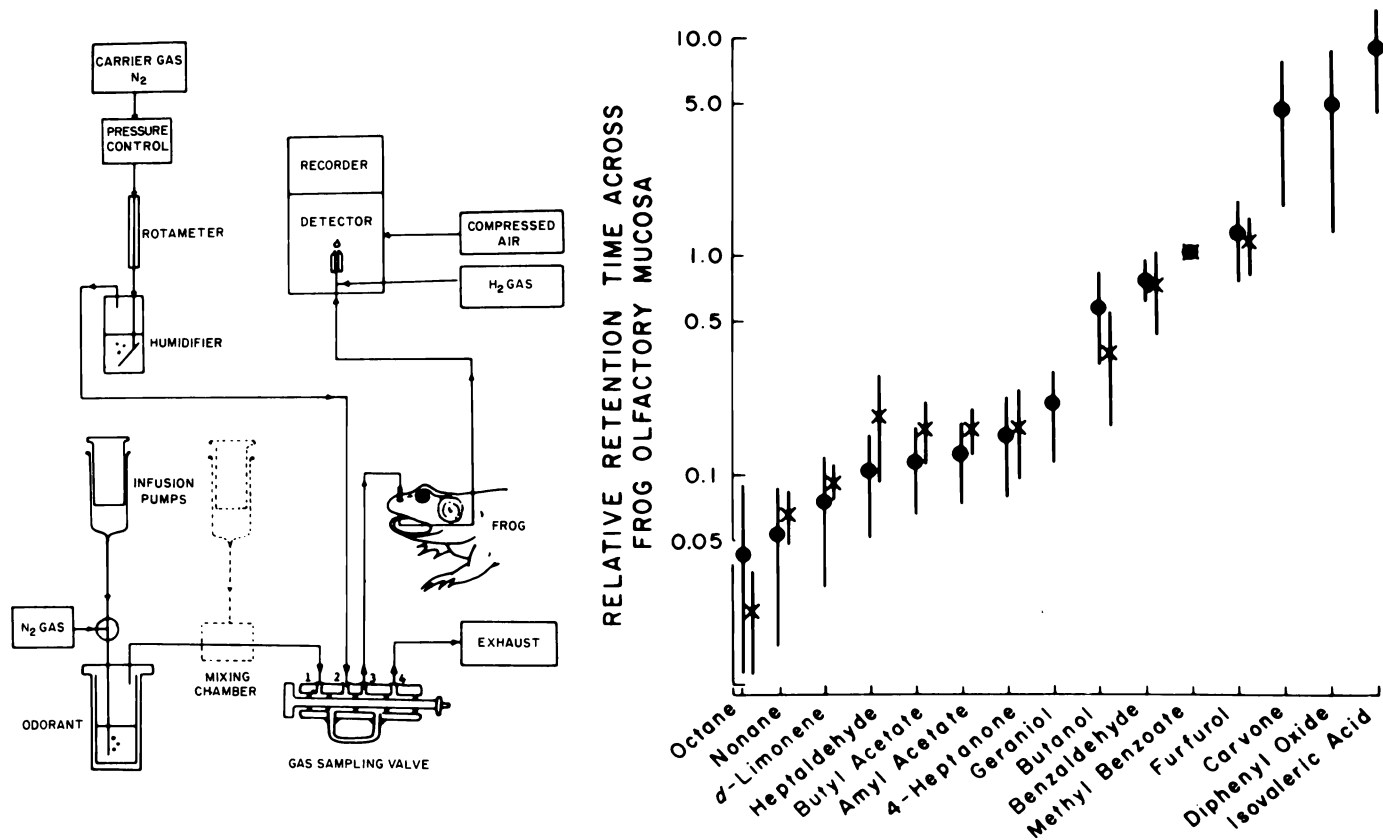 CARRIER GAS
N2
PRESSURE
CONTROL
ROTAMETER
HUMIDIFIER
RECORDER
DETECTOR
COMPRESSED
AIR
H2 GAS
INFUSION
PUMPS
FROG
N2 GAS
MIXING
CHAMBER
EXHAUST
ODORANT
1 2 3 4
GAS SAMPLING VALVE
RELATIVE RETENTION TIME ACROSS
FROG OLFACTORY MUCOSA
10.0
5.0
1.0
0.5
0.1
0.05
Octane
Nonane
d-Limonene
Heptaldehyde
Butyl Acetate
Amyl Acetate
4-Heptanone
Geraniol
Butanol
Benzaldehyde
Methyl Benzoate
Furfurol
Carvone
Diphenyl Oxide
Isovaleric Acid